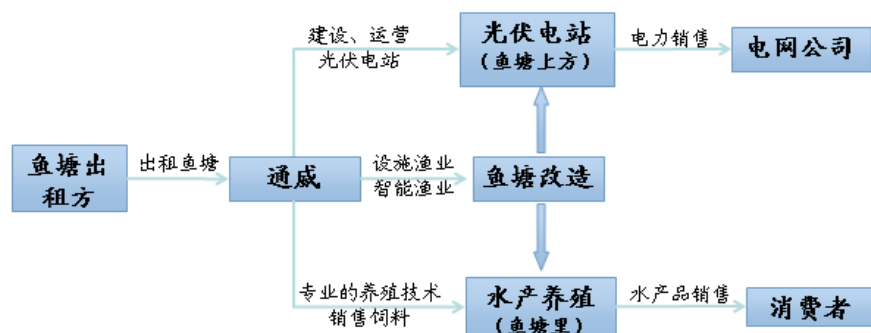 建设、运营
光伏电站
光伏电站
（鱼塘上方）
电力销售
电网公司
鱼塘出
租方
出租鱼塘
通威
设施渔业
智能渔业
鱼塘改造
专业的养殖技术
销售饲料
水产养殖
（鱼塘里）
水产品销售
消费者